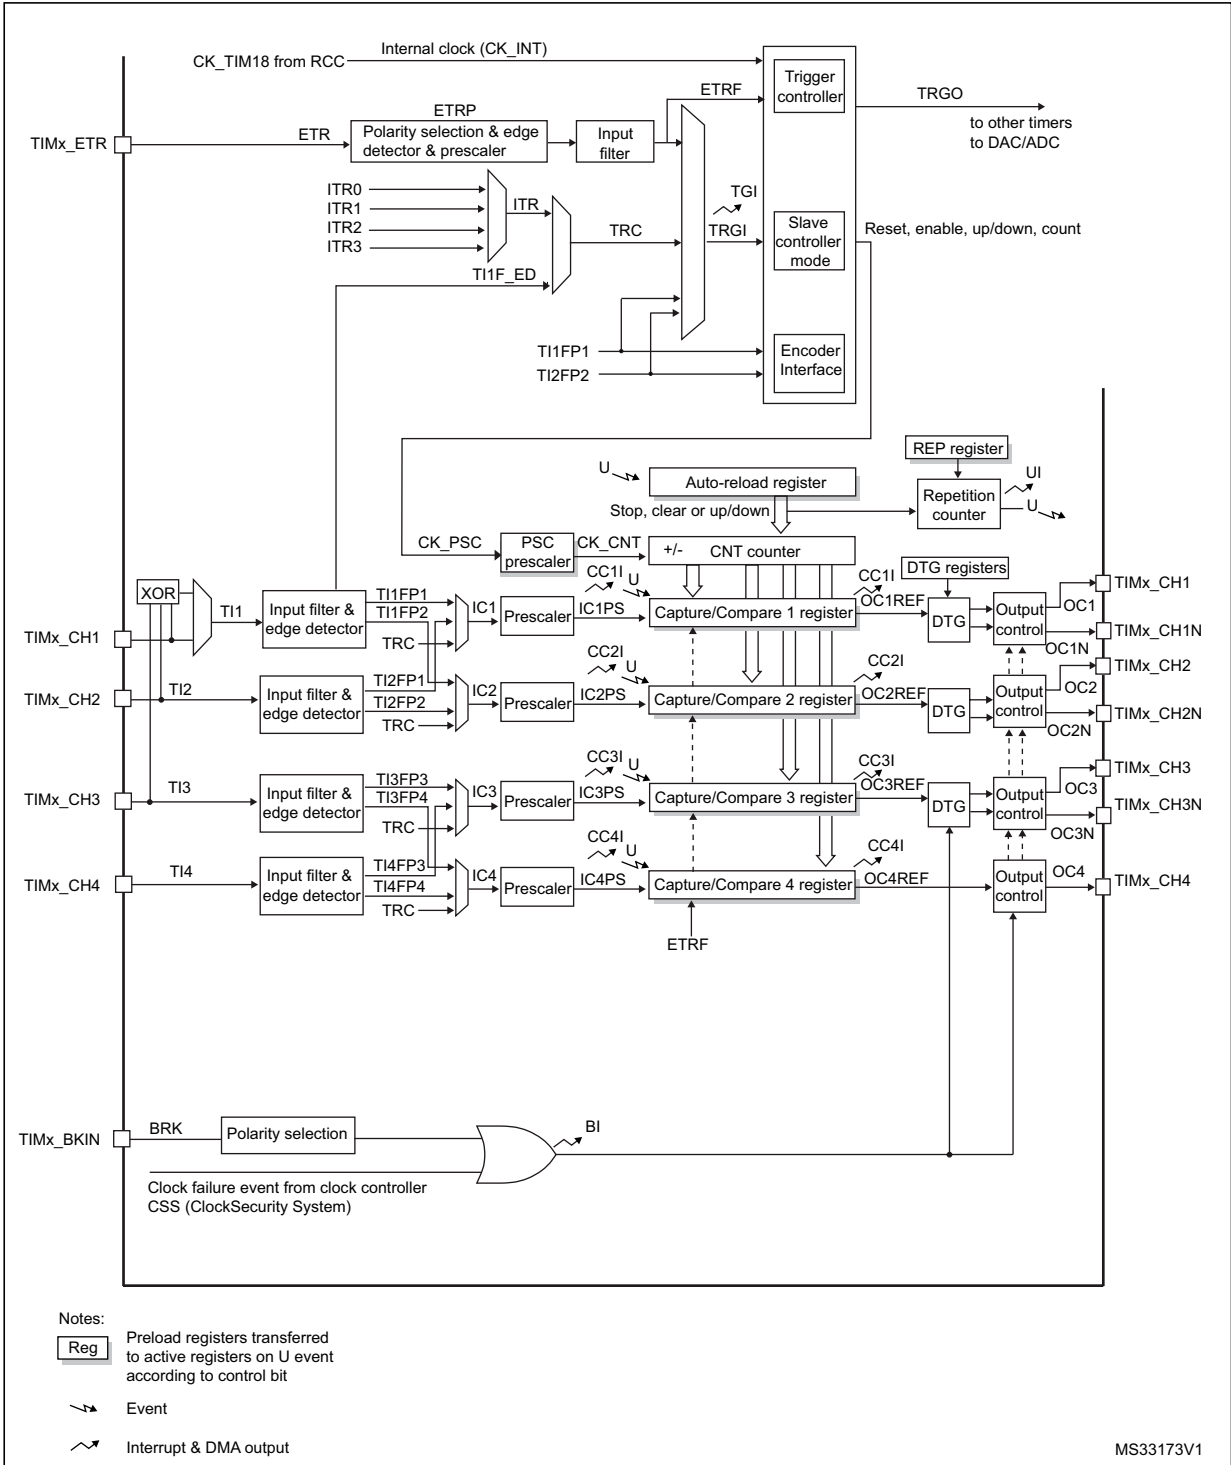 CK_TIM18 from RCC
Internal clock (CK_INT)
Trigger
controller
TRGO
to other timers
to DAC/ADC
ETRF
ETRP
TIMx_ETR
ETR
Polarity selection & edge
detector & prescaler
Input
filter
ITR0
ITR1
ITR2
ITR3
ITR
TI1F_ED
TRC
TGI
TRGI
Slave
controller
mode
Reset, enable, up/down, count
TI1FP1
TI2FP2
Encoder
Interface
REP register
U
Auto-reload register
Stop, clear or up/down
Repetition
counter
UI
U
CK_PSC
PSC
prescaler
CK_CNT
+/-
CNT counter
DTG registers
XOR
TI1
TIMx_CH1
Input filter &
edge detector
TI1FP1
TI1FP2
TRC
IC1
Prescaler
IC1PS
CC1I
U
Capture/Compare 1 register
CC1I
OC1REF
DTG
Output
control
OC1
TIMx_CH1
TIMx_CH1N
OC1N
TIMx_CH2
TI2
Input filter &
edge detector
TI2FP1
TI2FP2
TRC
IC2
Prescaler
IC2PS
CC2I
U
Capture/Compare 2 register
CC2I
OC2REF
DTG
Output
control
OC2
TIMx_CH2
TIMx_CH2N
OC2N
TIMx_CH3
TI3
Input filter &
edge detector
TI3FP3
TI3FP4
TRC
IC3
Prescaler
IC3PS
CC3I
U
Capture/Compare 3 register
CC3I
OC3REF
DTG
Output
control
OC3
TIMx_CH3
TIMx_CH3N
OC3N
TIMx_CH4
TI4
Input filter &
edge detector
TI4FP3
TI4FP4
TRC
IC4
Prescaler
IC4PS
CC4I
U
Capture/Compare 4 register
CC4I
OC4REF
Output
control
OC4
TIMx_CH4
ETRF
TIMx_BKIN
BRK
Polarity selection
BI
Clock failure event from clock controller
CSS (ClockSecurity System)
Notes:
Reg
Preload registers transferred
to active registers on U event
according to control bit
Event
Interrupt & DMA output
MS33173V1